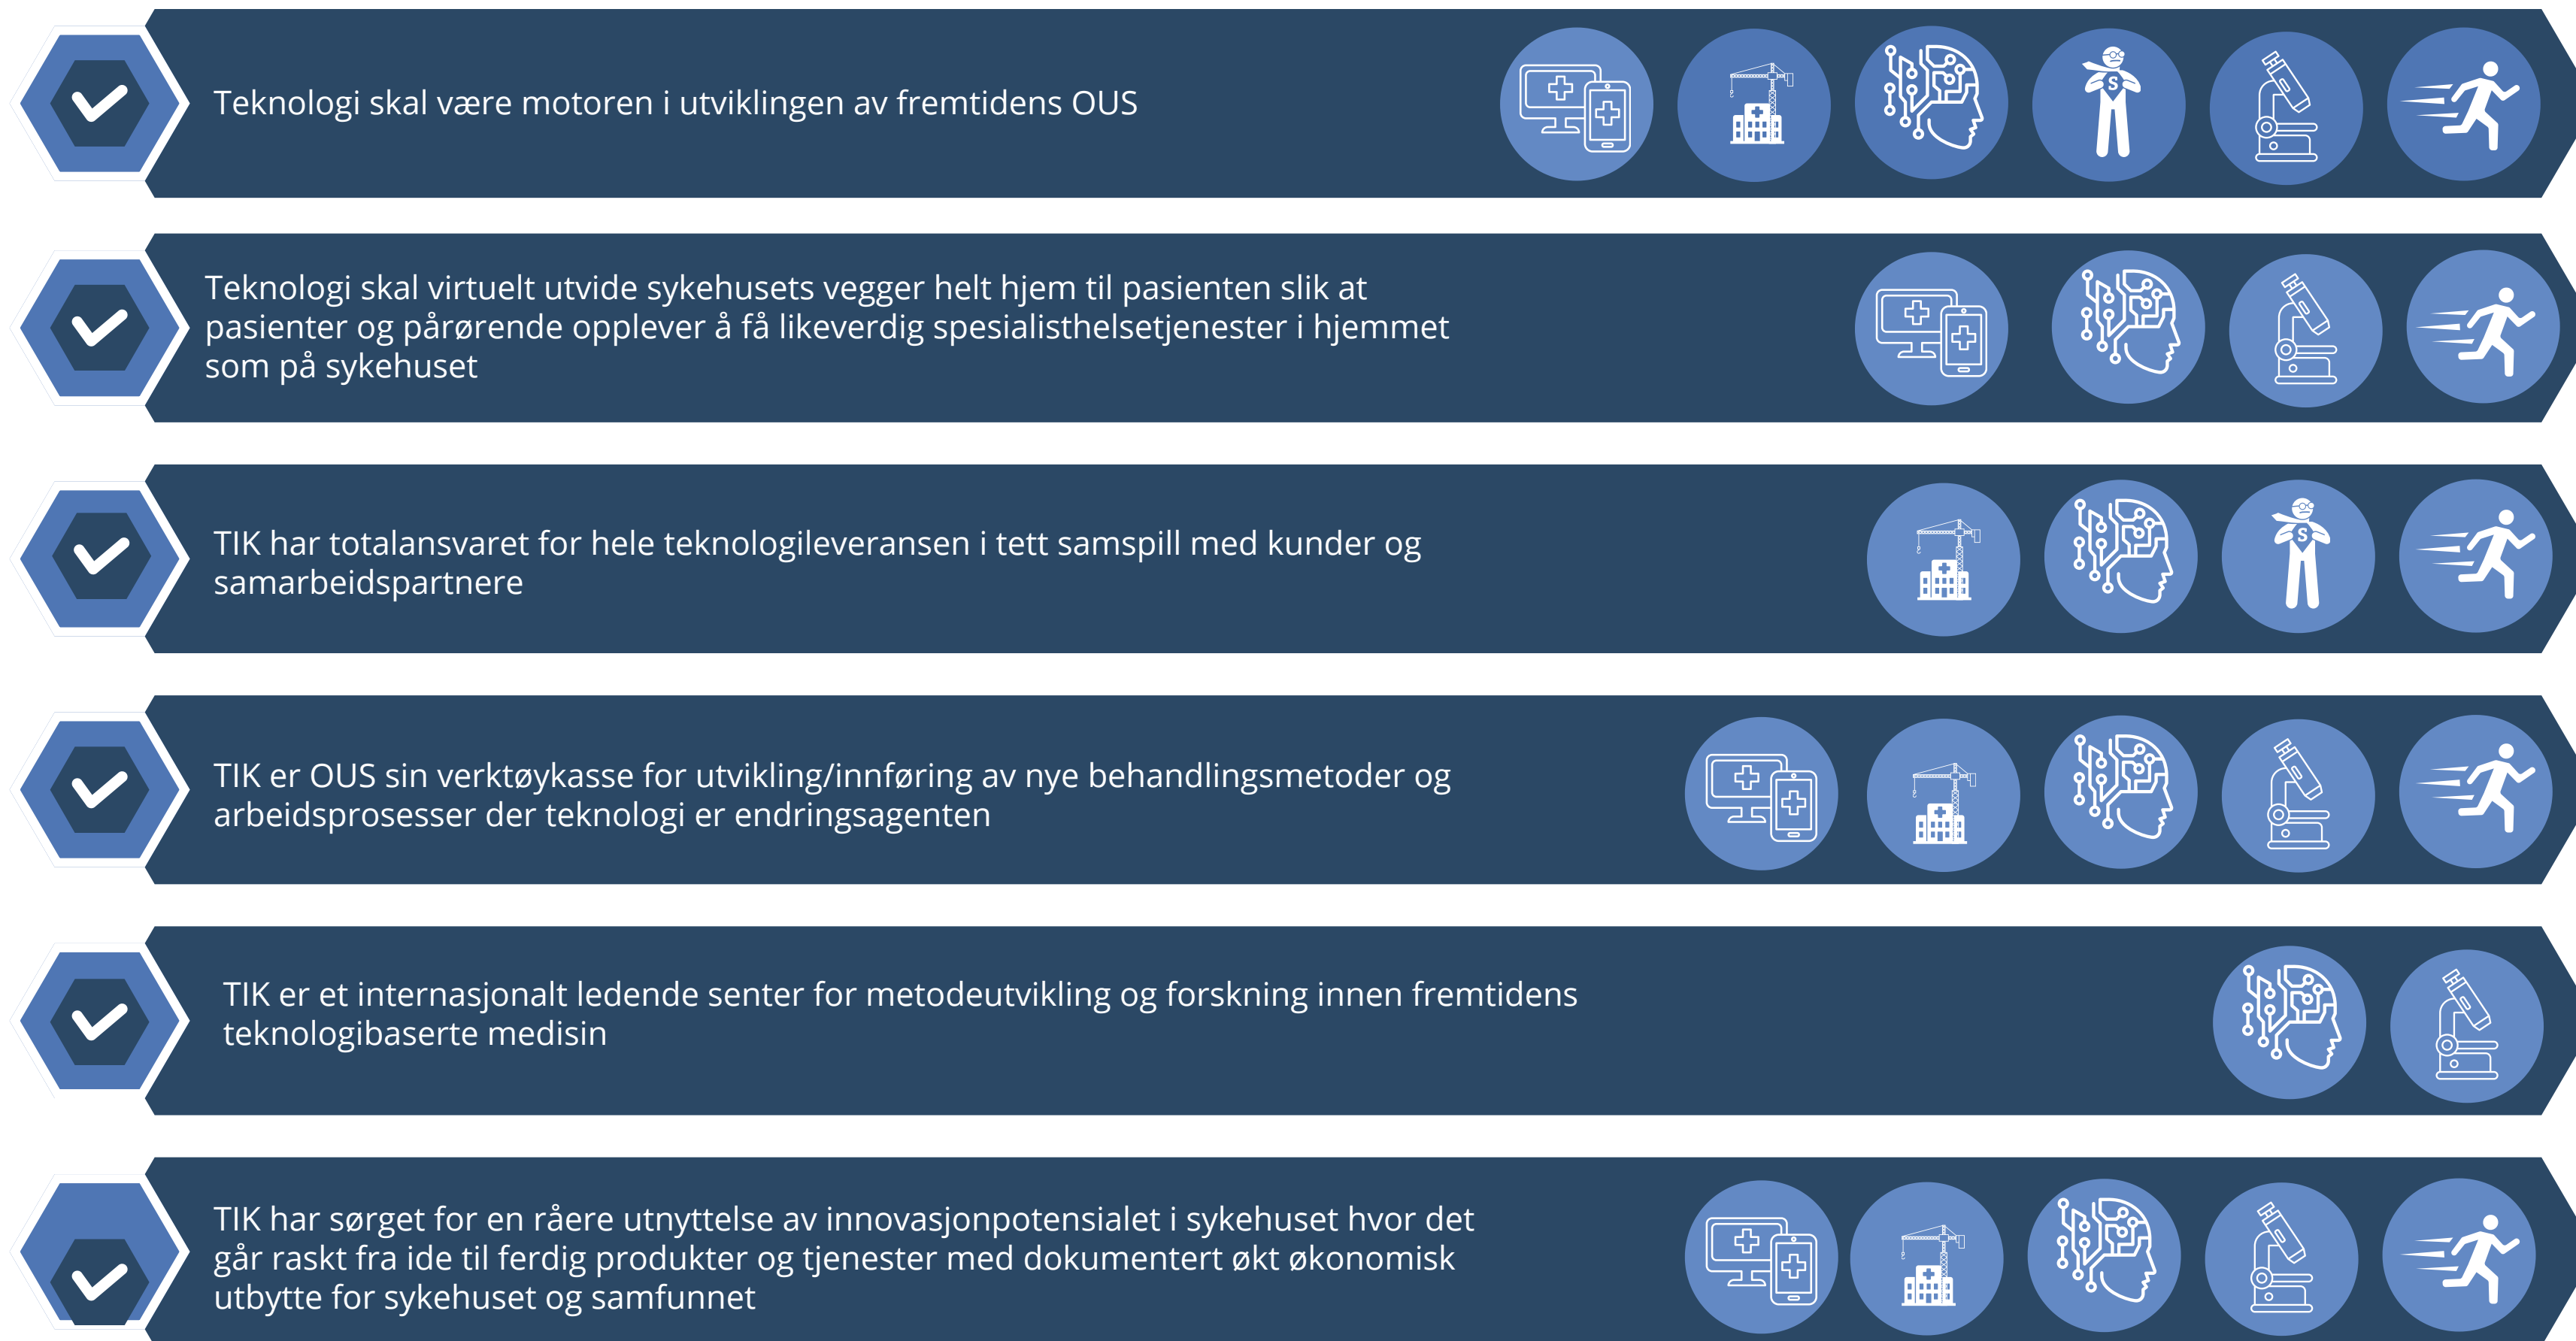 Teknologi skal være motoren i utviklingen av fremtidens OUS
S
Teknologi skal virtuelt utvide sykehusets vegger helt hjem til pasienten slik at
pasienter og pårørende opplever å få likeverdig spesialisthelsetjenester i hjemmet
som på sykehuset
TIK har totalansvaret for hele teknologileveransen i tett samspill med kunder og
samarbeidspartnere
S
TIK er OUS sin verktøykasse for utvikling/innføring av nye behandlingsmetoder og
arbeidsprosesser der teknologi er endringsagenten
TIK er et internasjonalt ledende senter for metodeutvikling og forskning innen fremtidens
teknologibaserte medisin
TIK har sørget for en råere utnyttelse av innovasjonpotensialet i sykehuset hvor det
går raskt fra ide til ferdig produkter og tjenester med dokumentert økt økonomisk
utbytte for sykehuset og samfunnet